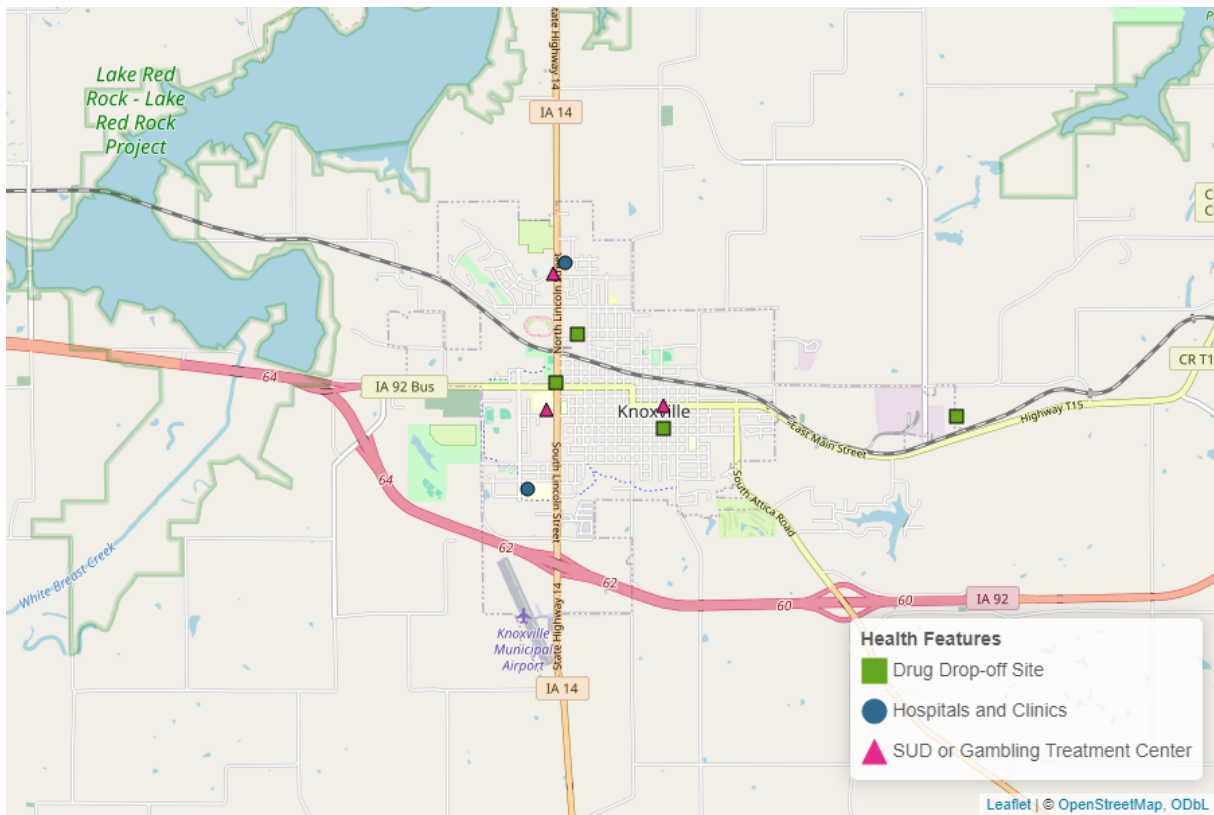 State Highway 14
Lake Red
Rock - Lake
Red Rock
Project
IA 14
CR T1
North Lincoln Street
64
IA 92 Bus
Knoxville
Highway T15
East Main Street
64
South Lincoln Street
South Attica Road
62
62
White Breast Creek
60
60
IA 92
Knoxville
Municipal
Airport
State Highway 14
IA 14
Health Features
Drug Drop-off Site
Hospitals and Clinics
SUD or Gambling Treatment Center
Leaflet | © OpenStreetMap, ODbL